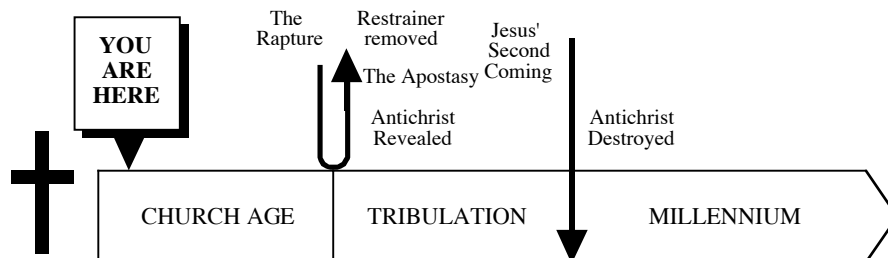 YOU
ARE
HERE
The
Rapture
Restrainer
removed
The Apostasy
Antichrist
Revealed
Jesus'
Second
Coming
Antichrist
Destroyed
CHURCH AGE
TRIBULATION
MILLENNIUM